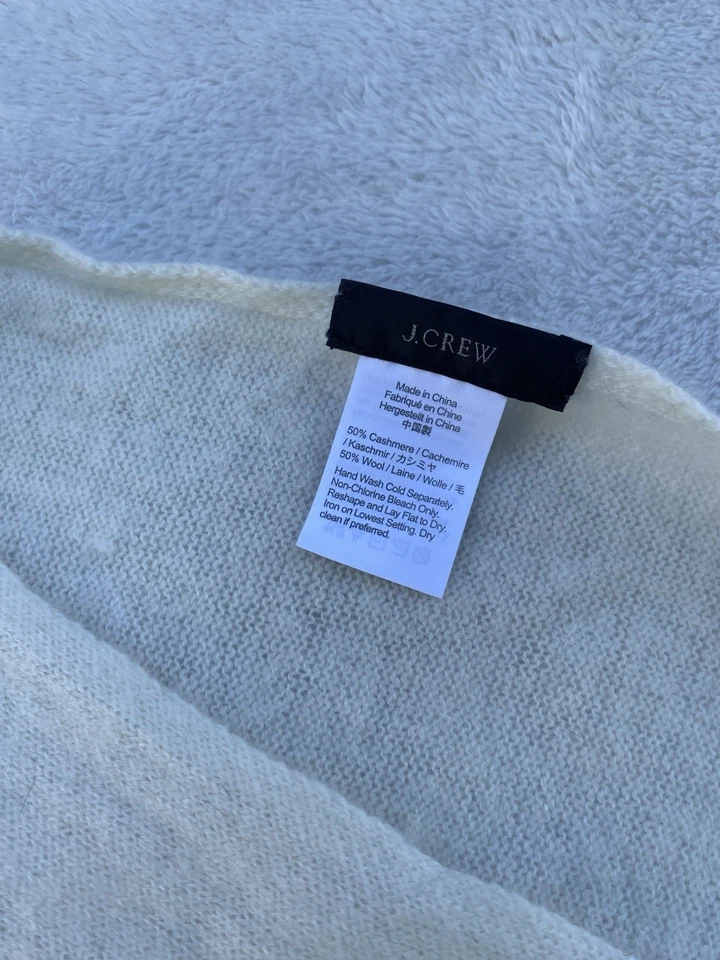 J.CREW
Made in China
Fabriqué en Chine
Hergestellt in China
中国製
50% Cashmere / Cachemire
/ Kaschmir / カシミヤ
50% Wool / Laine / Wolle / 毛
Hand Wash Cold Separately.
Non-Chlorine Bleach Only.
Reshape and Lay Flat to Dry.
Iron on Lowest Setting. Dry
clean if preferred.